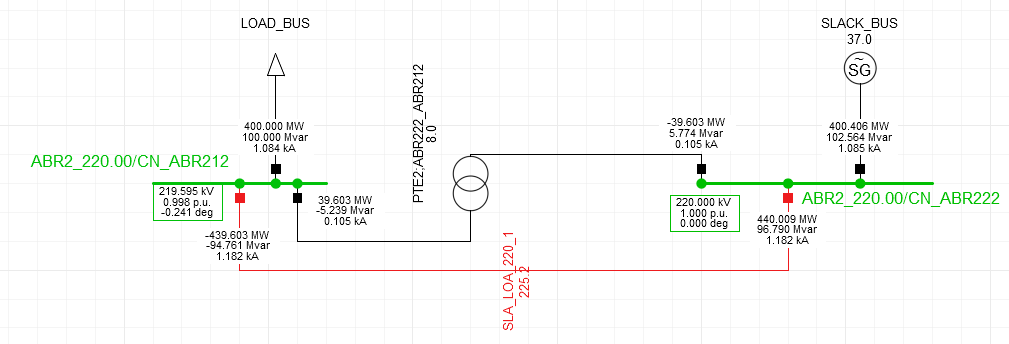 LOAD_BUS
SLACK_BUS
37.0
~
SG
PTE2;ABR222_ABR212
8.0
400.000 MW
100.000 Mvar
1.084 kA
-39.603 MW
5.774 Mvar
0.105 kA
400.406 MW
102.564 Mvar
1.085 kA
ABR2_220.00/CN_ABR212
219.595 kV
0.998 p.u.
-0.241 deg
39.603 MW
-5.239 Mvar
0.105 kA
220.000 kV
1.000 p.u.
0.000 deg
ABR2_220.00/CN_ABR222
-439.603 MW
-94.761 Mvar
1.182 kA
440.009 MW
96.790 Mvar
1.182 kA
SLA_LOA_220_1
225.2